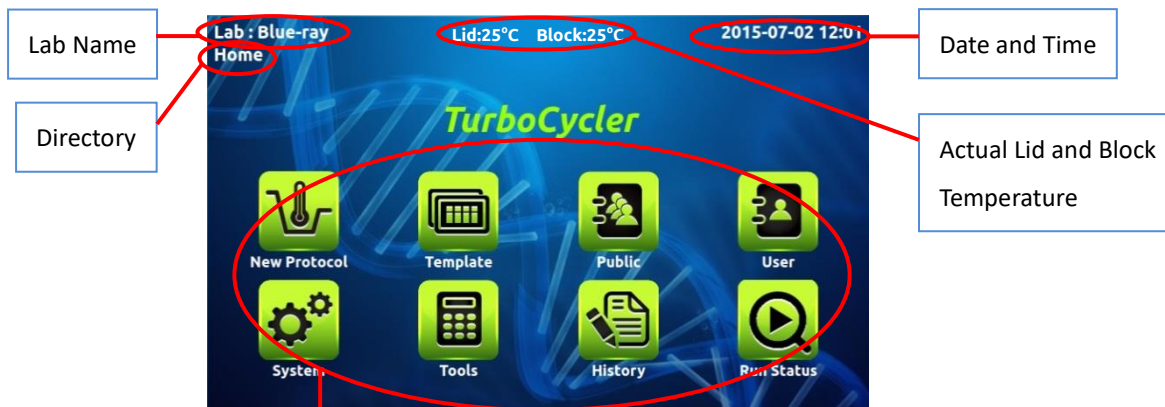 Lab Name
Lab : Blue-ray
Lid:25°C Block:25°C
2015-07-02 12:01
Date and Time
Home
Directory
TurboCycler
Actual Lid and Block
Temperature
New Protocol Template Public User
System Tools History Run Status